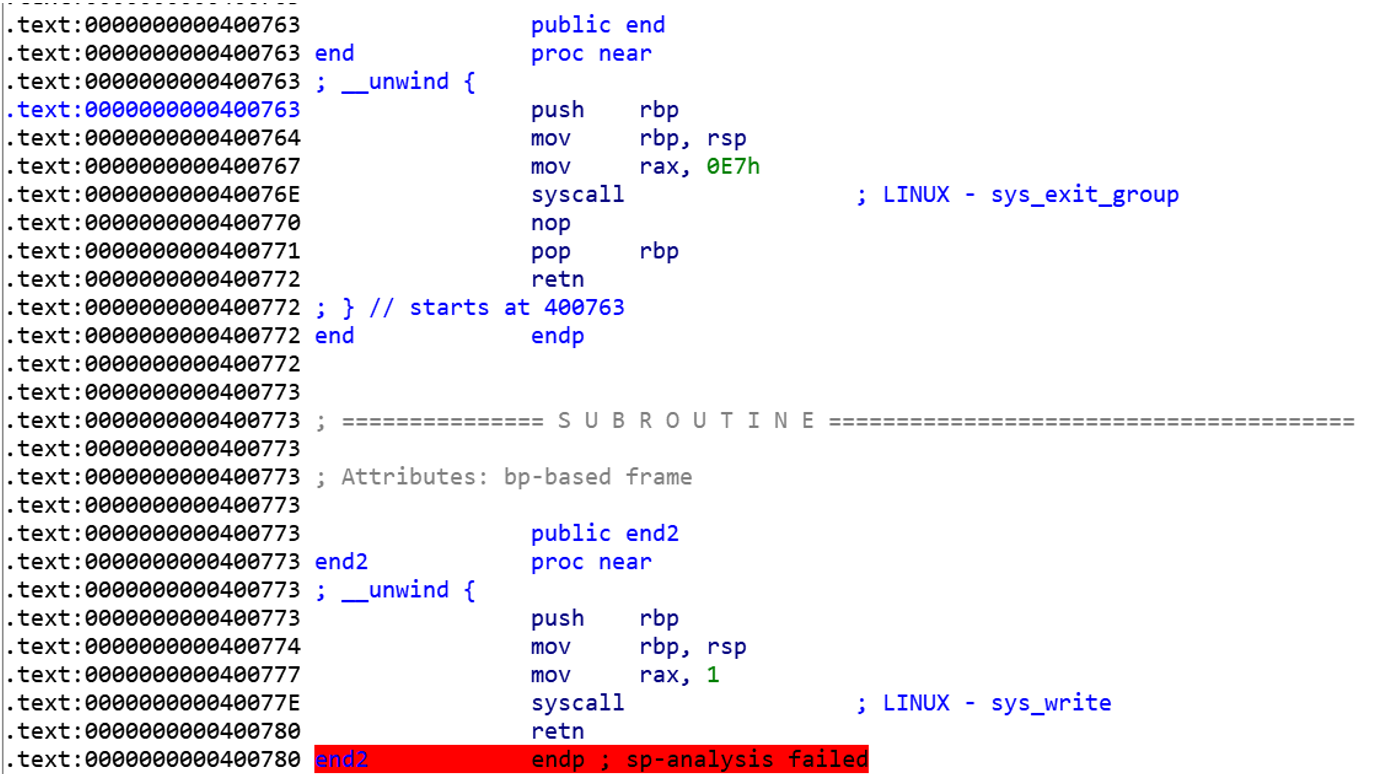 .text:0000000000400763 public end
.text:0000000000400763 end proc near
.text:0000000000400763 ; __unwind {
.text:0000000000400763 push rbp
.text:0000000000400764 mov rbp, rsp
.text:0000000000400767 mov rax, 0E7h
.text:000000000040076E syscall ; LINUX - sys_exit_group
.text:0000000000400770 nop
.text:0000000000400771 pop rbp
.text:0000000000400772 retn
.text:0000000000400772 ; } // starts at 400763
.text:0000000000400772 end endp
.text:0000000000400772
.text:0000000000400773
.text:0000000000400773 ; =============== S U B R O U T I N E =======================================
.text:0000000000400773
.text:0000000000400773 ; Attributes: bp-based frame
.text:0000000000400773
.text:0000000000400773 public end2
.text:0000000000400773 end2 proc near
.text:0000000000400773 ; __unwind {
.text:0000000000400773 push rbp
.text:0000000000400774 mov rbp, rsp
.text:0000000000400777 mov rax, 1
.text:000000000040077E syscall ; LINUX - sys_write
.text:0000000000400780 retn
.text:0000000000400780 end2 endp ; sp-analysis failed